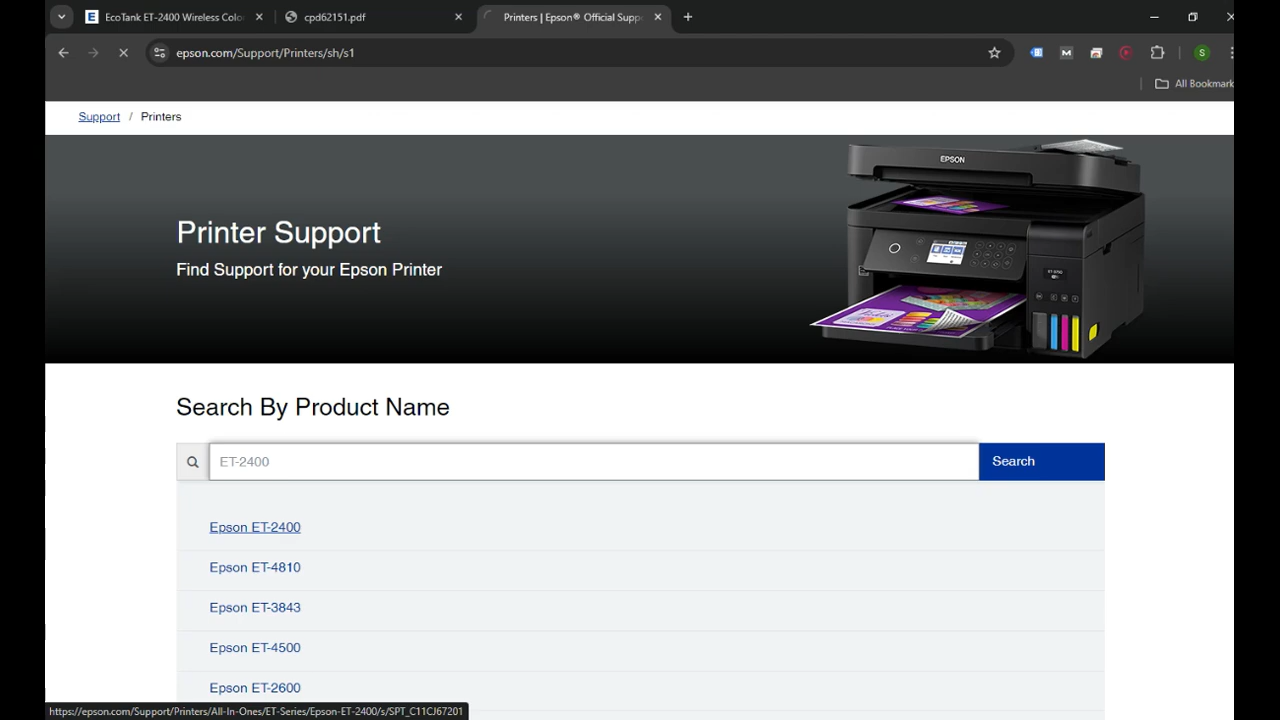 EcoTank ET-2400 Wireless Colo
cpd62151.pdf
Printers | Epson® Official Suppo
epson.com/Support/Printers/sh/s1
S
All Bookmark
Support / Printers
EPSON
Printer Support
Find Support for your Epson Printer
Search By Product Name
ET-2400
Search
Epson ET-2400
Epson ET-4810
Epson ET-3843
Epson ET-4500
Epson ET-2600
https://epson.com/Support/Printers/All-In-Ones/ET-Series/Epson-ET-2400/s/SPT_C11CJ67201